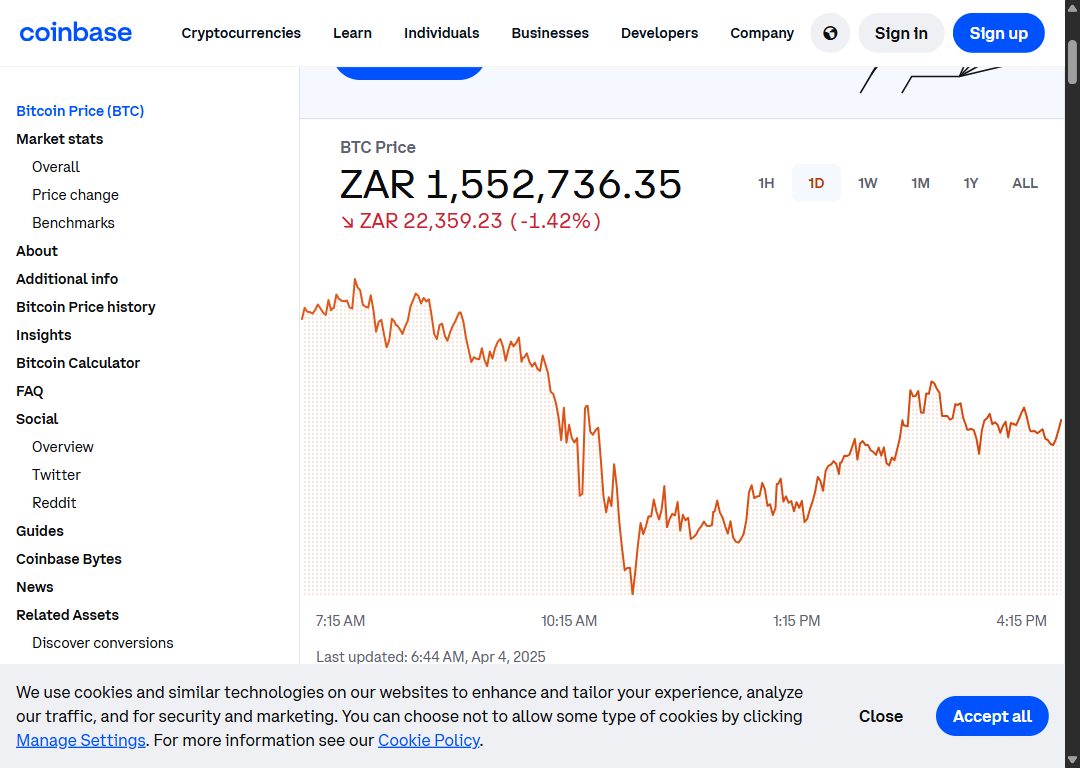 coinbase
Cryptocurrencies
Learn
Individuals
Businesses
Developers
Company
Sign in
Sign up
Bitcoin Price (BTC)
Market stats
Overall
Price change
Benchmarks
About
Additional info
Bitcoin Price history
Insights
Bitcoin Calculator
FAQ
Social
Overview
Twitter
Reddit
Guides
Coinbase Bytes
News
Related Assets
Discover conversions
BTC Price
ZAR 1,552,736.35
↘ ZAR 22,359.23 (-1.42%)
1H
1D
1W
1M
1Y
ALL
7:15 AM
10:15 AM
1:15 PM
4:15 PM
Last updated: 6:44 AM, Apr 4, 2025
We use cookies and similar technologies on our websites to enhance and tailor your experience, analyze
our traffic, and for security and marketing. You can choose not to allow some type of cookies by clicking
Manage Settings. For more information see our Cookie Policy.
Close
Accept all